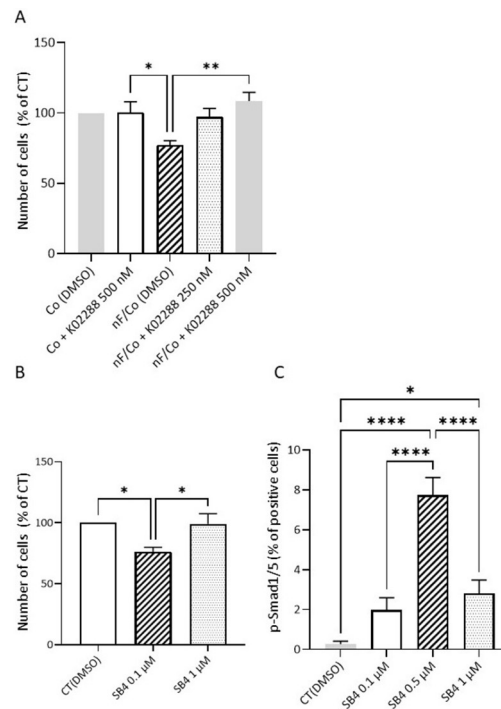 A
Number of cells (% of CT)
150
100
50
0
*
**
Co (DMSO)
Co + K02288 500 nM
nF/Co (DMSO)
nF/Co + K02288 250 nM
nF/Co + K02288 500 nM
B
Number of cells (% of CT)
150
100
50
0
*
*
CT(DMSO)
SB4 0.1 µM
SB4 1 µM
C
p-Smad1/5 (% of positive cells)
10
8
6
4
2
0
*
****
****
****
CT(DMSO)
SB4 0.1 µM
SB4 0.5 µM
SB4 1 µM